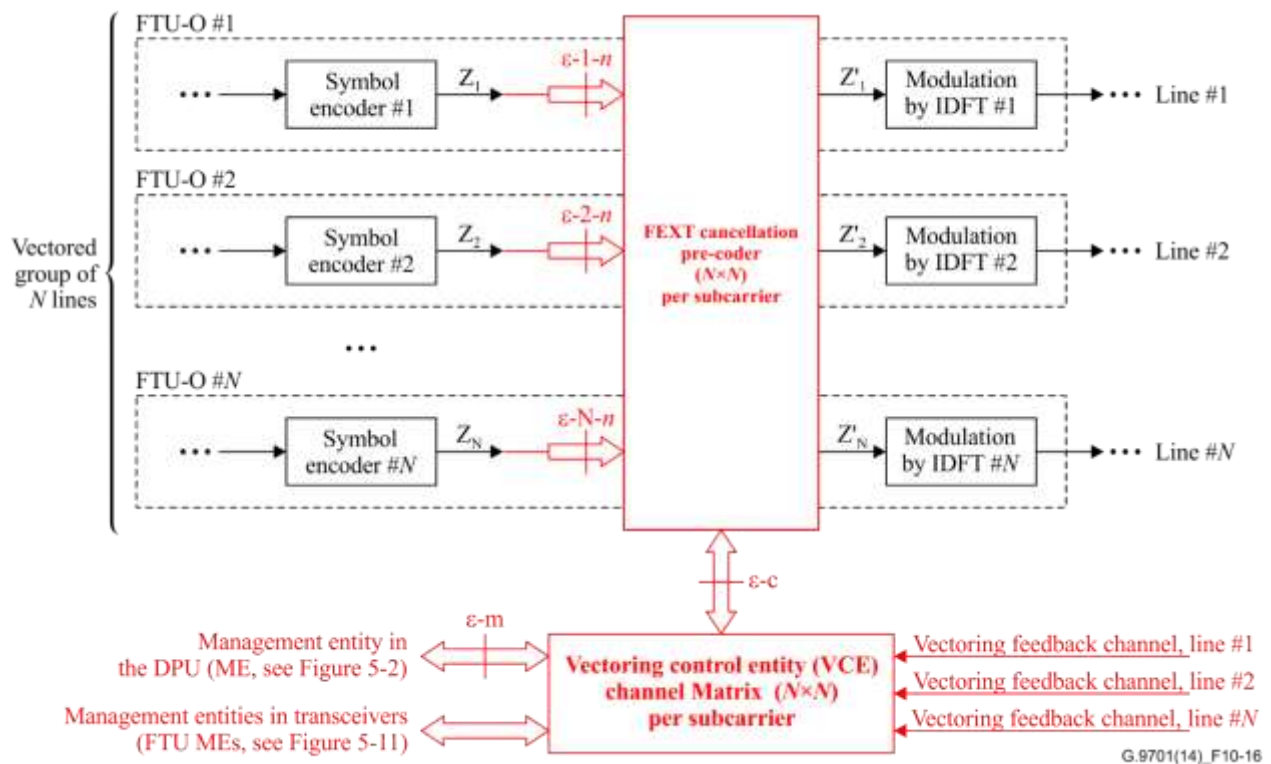 FTU-O #1
ε-1-n
••• Symbol Z1 Z'1 Modulation ••• Line #1
encoder #1 by IDFT #1
FTU-O #2
ε-2-n
••• Symbol Z2 Z'2 Modulation ••• Line #2
encoder #2 by IDFT #2
Vectored
group of
N lines
FEXT cancellation
pre-coder
(N×N)
per subcarrier
•••
FTU-O #N
ε-N-n
••• Symbol ZN Z'N Modulation ••• Line #N
encoder #N by IDFT #N
ε-c
ε-m
Management entity in
the DPU (ME, see Figure 5-2)
Management entities in transceivers
(FTU MEs, see Figure 5-11)
Vectoring control entity (VCE)
channel Matrix (N×N)
per subcarrier
Vectoring feedback channel, line #1
Vectoring feedback channel, line #2
Vectoring feedback channel, line #N
G.9701(14)_F10-16